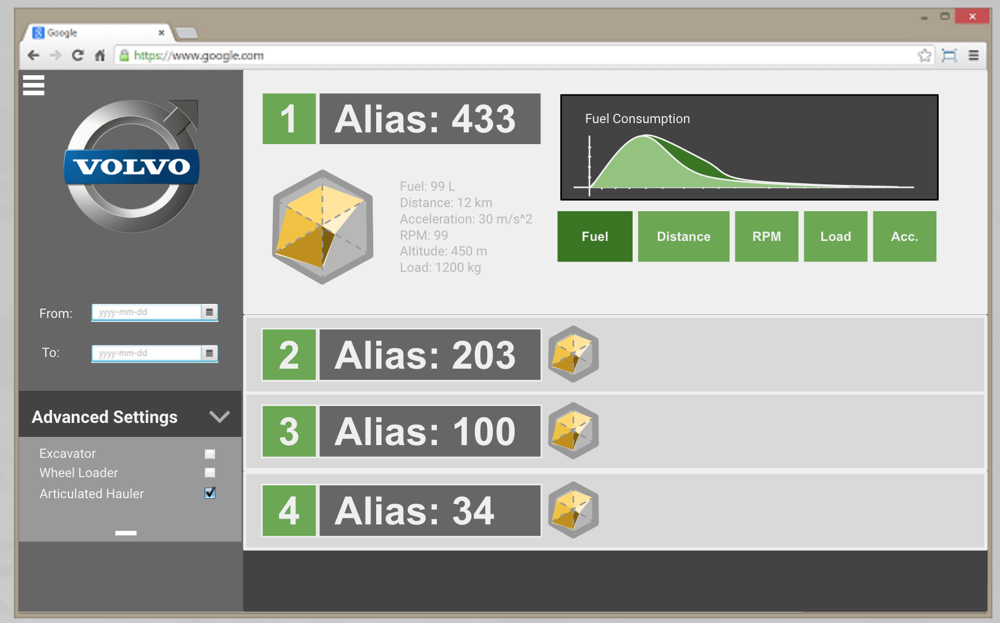 Google
https://www.google.com
VOLVO
From: yyyy-mm-dd
To: yyyy-mm-dd
Advanced Settings
Excavator
Wheel Loader
Articulated Hauler
1 Alias: 433
Fuel: 99 L
Distance: 12 km
Acceleration: 30 m/s^2
RPM: 99
Altitude: 450 m
Load: 1200 kg
Fuel Consumption
Fuel Distance RPM Load Acc.
2 Alias: 203
3 Alias: 100
4 Alias: 34